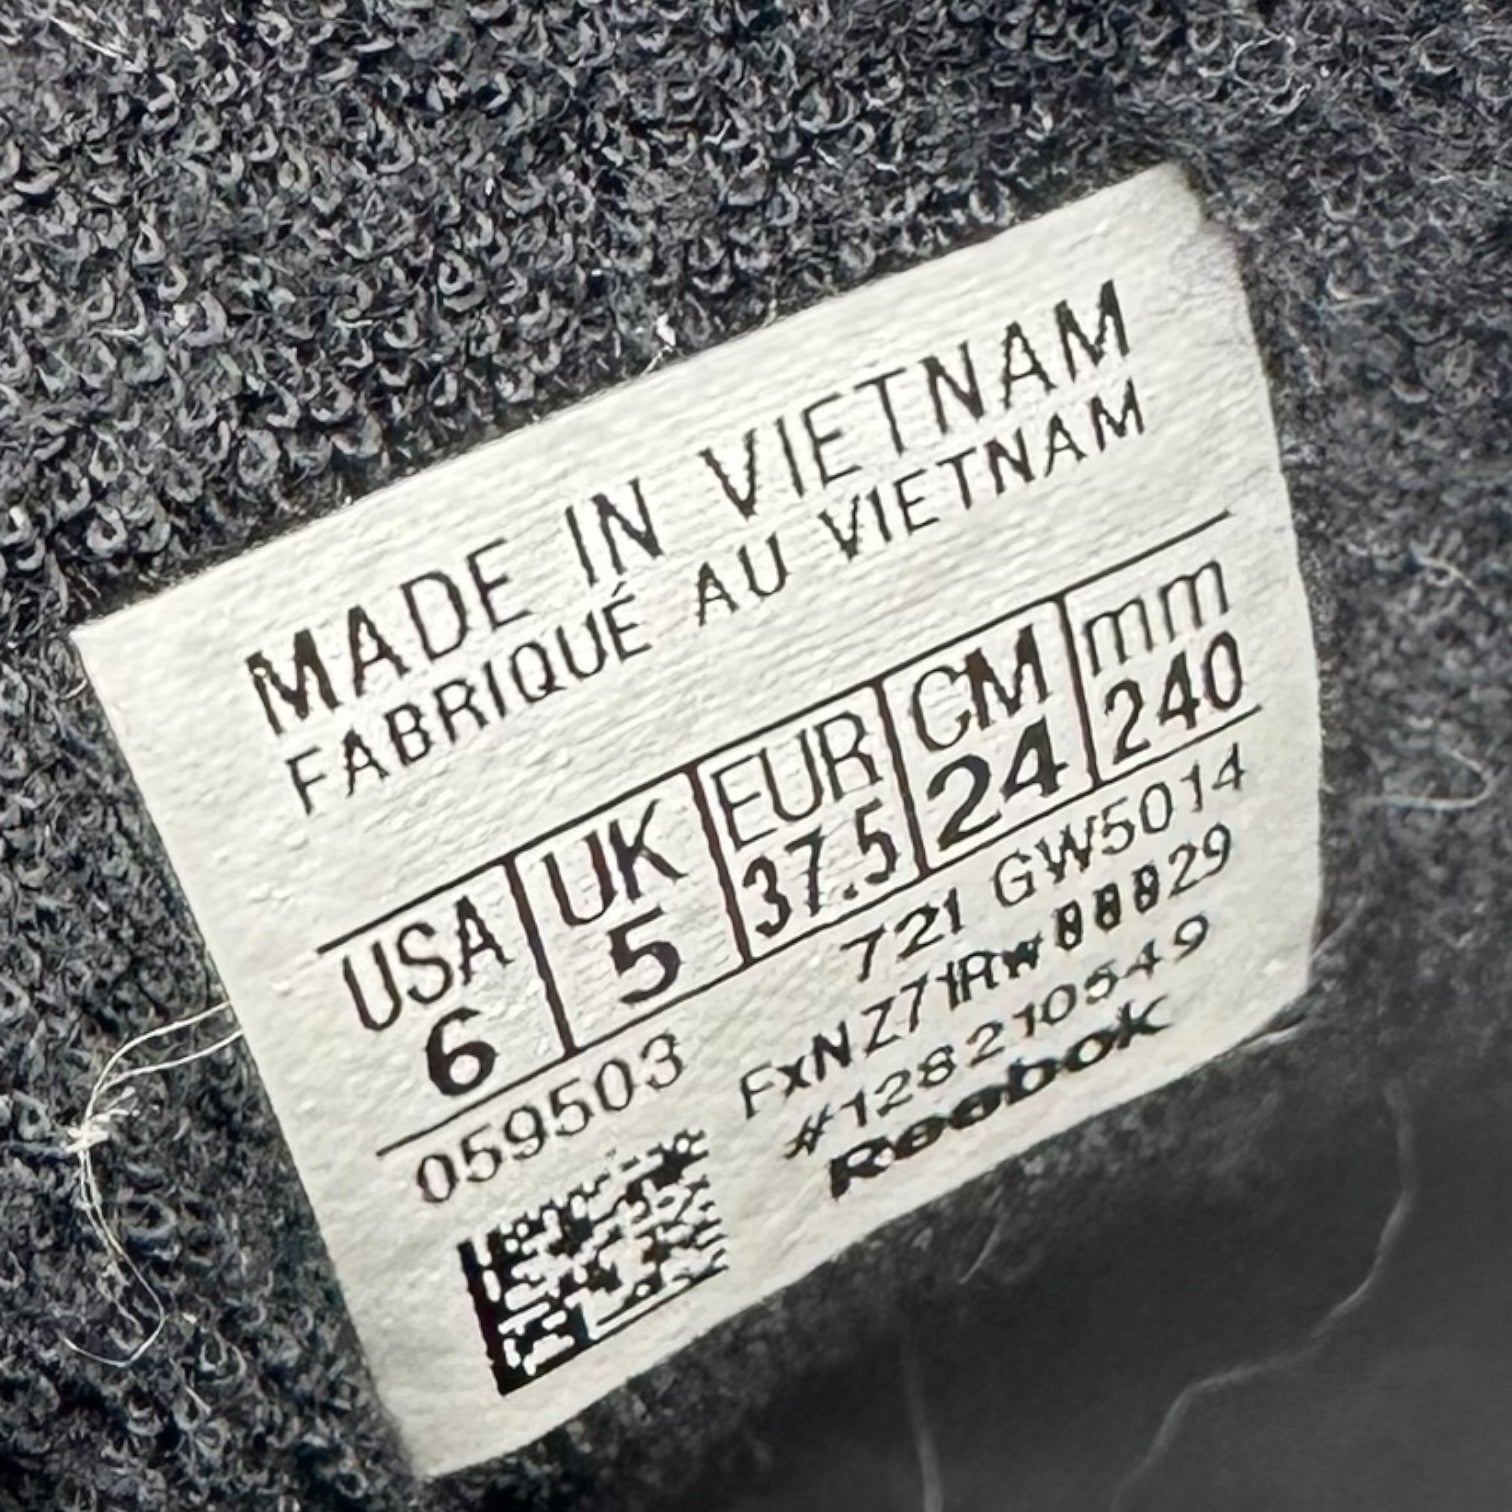 MADE IN VIETNAM
FABRIQUÉ AU VIETNAM
USA UK EUR CM mm
6 5 37.5 24 240
059503 721 GW5014
#128210549
Reebok